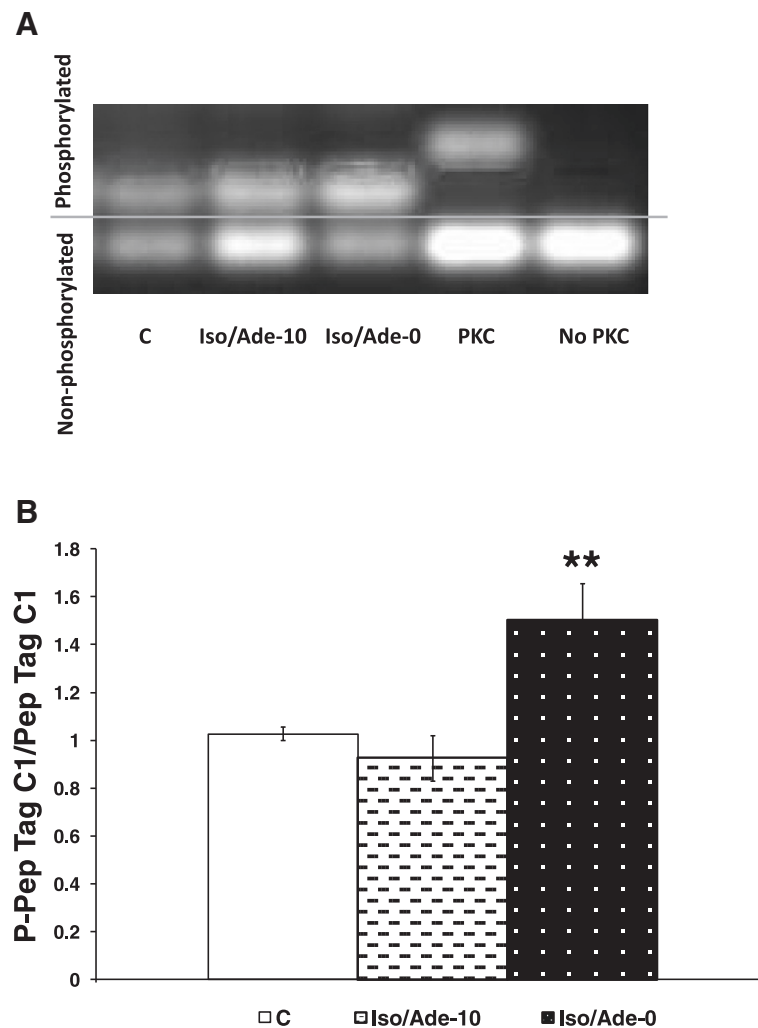 A
Phosphorylated
Non-phosphorylated
C Iso/Ade-10 Iso/Ade-0 PKC No PKC
B
P-Pep Tag C1/Pep Tag C1
1.8
1.6
1.4
1.2
1
0.8
0.6
0.4
0.2
0
**
C Iso/Ade-10 Iso/Ade-0